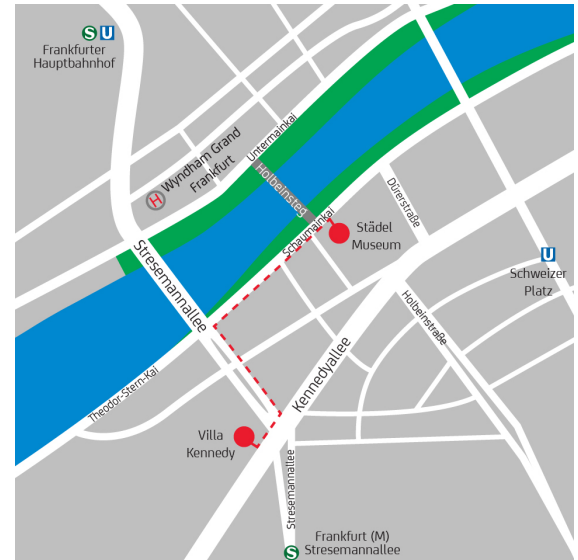 S U
Frankfurter
Hauptbahnhof
H Wyndham Grand
Frankfurt
Untermainkai
Holbeinsteg
Schaumainkai
Städel
Museum
Dürerstraße
U
Schweizer
Platz
Stresemannallee
Holbeinstraße
Kennedyallee
Theodor-Stern-Kai
Villa
Kennedy
Stresemannallee
S
Frankfurt (M)
Stresemannallee